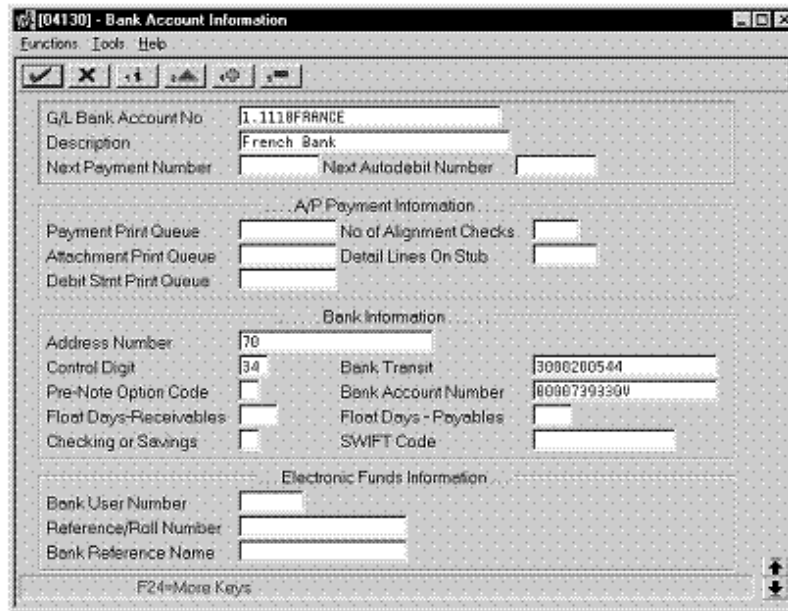 [04130] - Bank Account Information
Functions Tools Help
G/L Bank Account No 1.1110FRANCE
Description French Bank
Next Payment Number Next Autodebit Number
. . . . A/P Payment Information . . . .
Payment Print Queue No of Alignment Checks
Attachment Print Queue Detail Lines On Stub
Debit Stmt Print Queue
. . . . . . Bank Information . . . . . .
Address Number 70
Control Digit 34 Bank Transit 3000200544
Pre-Note Option Code Bank Account Number
Float Days-Receivables Float Days - Payables
Checking or Savings SWIFT Code
. . . Electronic Funds Information . . .
Bank User Number
Reference/Roll Number
Bank Reference Name
F24=More Keys